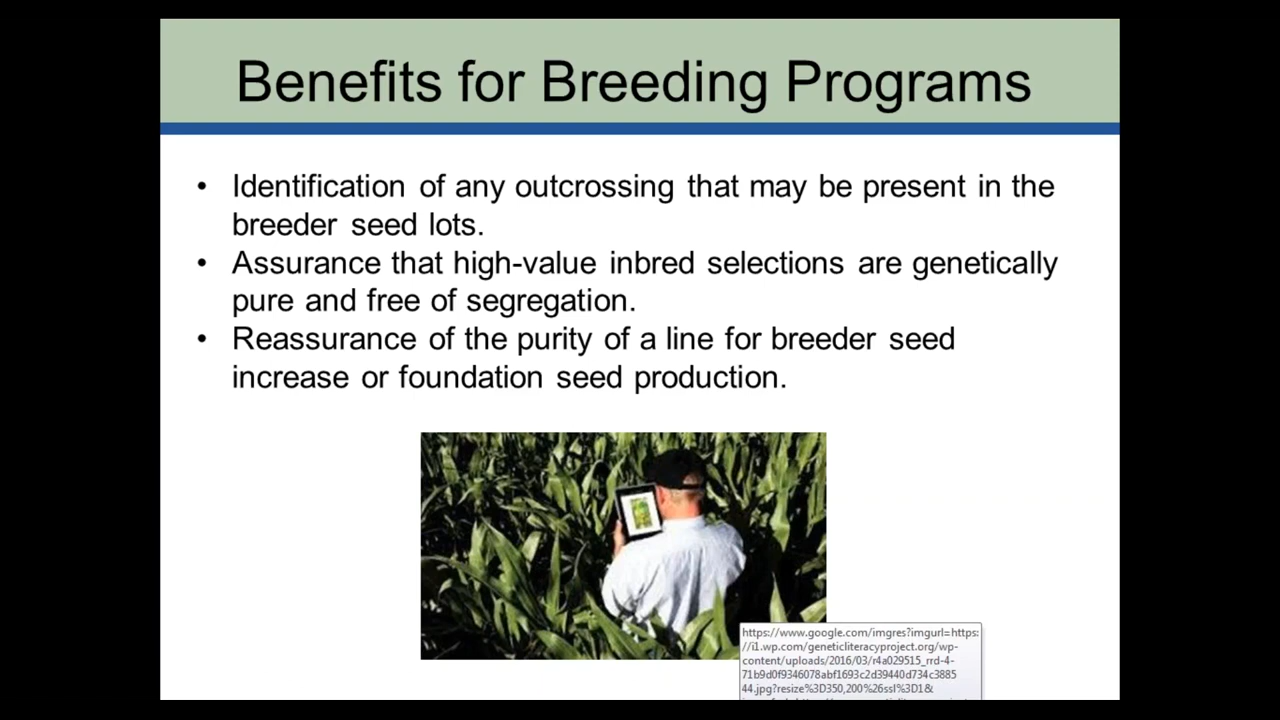 Benefits for Breeding Programs
• Identification of any outcrossing that may be present in the
breeder seed lots.
• Assurance that high-value inbred selections are genetically
pure and free of segregation.
• Reassurance of the purity of a line for breeder seed
increase or foundation seed production.
https://www.google.com/imgres?imgurl=https:
//i1.wp.com/geneticliteracyproject.org/wp-
content/uploads/2016/03/r4a029515_rrd-4-
71b9d0f9346078abf1693c2d39440d734c3885
44.jpg?resize%3D350,200%26ssl%3D1&